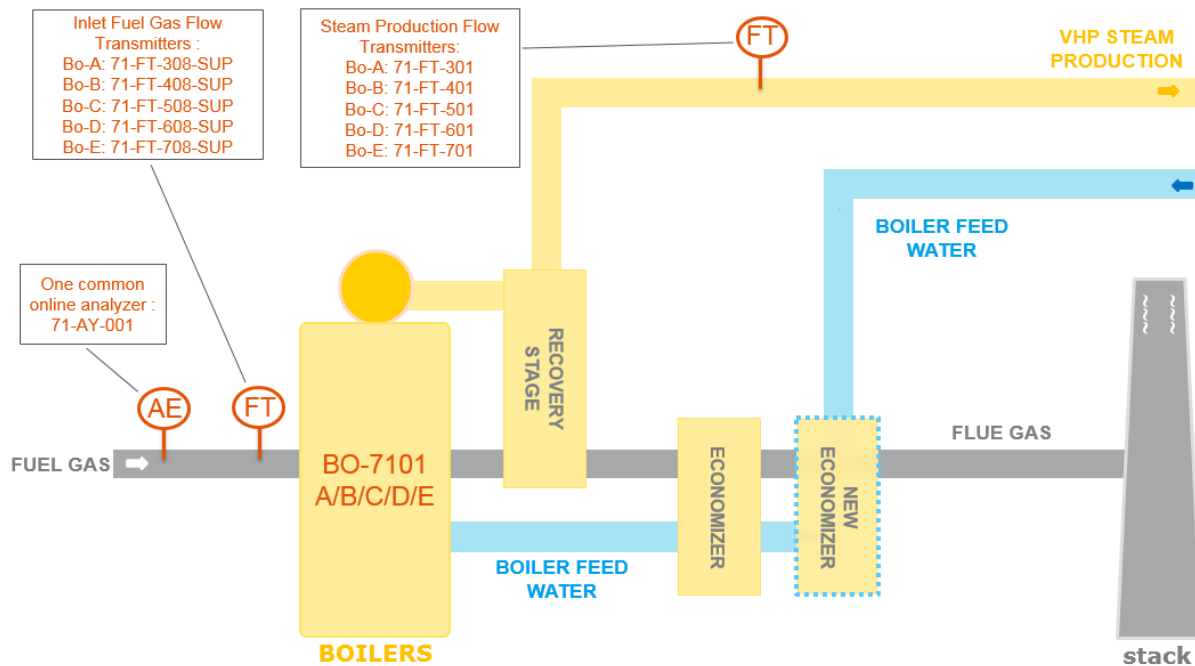 Inlet Fuel Gas Flow
Transmitters :
Bo-A: 71-FT-308-SUP
Bo-B: 71-FT-408-SUP
Bo-C: 71-FT-508-SUP
Bo-D: 71-FT-608-SUP
Bo-E: 71-FT-708-SUP
Steam Production Flow
Transmitters:
Bo-A: 71-FT-301
Bo-B: 71-FT-401
Bo-C: 71-FT-501
Bo-D: 71-FT-601
Bo-E: 71-FT-701
FT
VHP STEAM
PRODUCTION
BOILER FEED
WATER
One common
online analyzer :
71-AY-001
RECOVERY
STAGE
AE
FT
FUEL GAS
BO-7101
A/B/C/D/E
ECONOMIZER
NEW
ECONOMIZER
FLUE GAS
BOILER FEED
WATER
BOILERS
stack